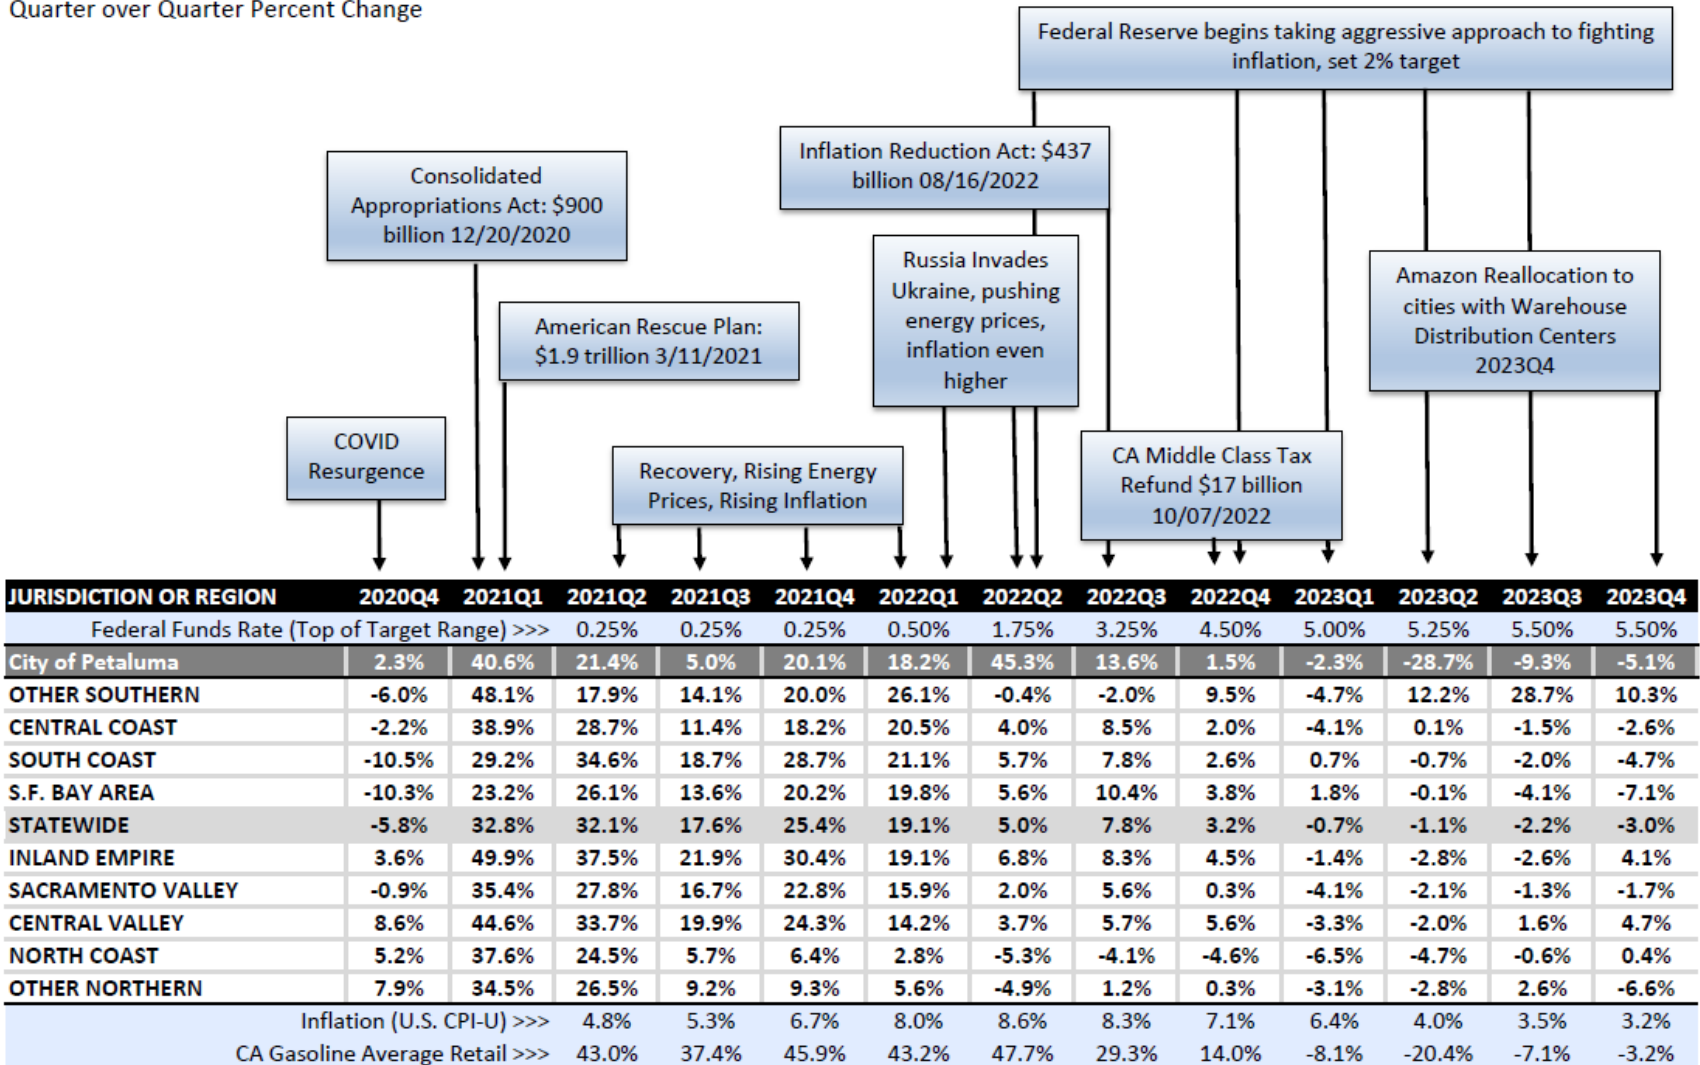 Quarter over Quarter Percent Change
Federal Reserve begins taking aggressive approach to fighting
inflation, set 2% target
Inflation Reduction Act: $437
billion 08/16/2022
Consolidated
Appropriations Act: $900
billion 12/20/2020
Russia Invades
Ukraine, pushing
energy prices,
inflation even
higher
Amazon Reallocation to
cities with Warehouse
Distribution Centers
2023Q4
American Rescue Plan:
$1.9 trillion 3/11/2021
COVID
Resurgence
Recovery, Rising Energy
Prices, Rising Inflation
CA Middle Class Tax
Refund $17 billion
10/07/2022
JURISDICTION OR REGION 2020Q4 2021Q1 2021Q2 2021Q3 2021Q4 2022Q1 2022Q2 2022Q3 2022Q4 2023Q1 2023Q2 2023Q3 2023Q4
Federal Funds Rate (Top of Target Range) >>> 0.25% 0.25% 0.25% 0.50% 1.75% 3.25% 4.50% 5.00% 5.25% 5.50% 5.50%
City of Petaluma 2.3% 40.6% 21.4% 5.0% 20.1% 18.2% 45.3% 13.6% 1.5% -2.3% -28.7% -9.3% -5.1%
OTHER SOUTHERN -6.0% 48.1% 17.9% 14.1% 20.0% 26.1% -0.4% -2.0% 9.5% -4.7% 12.2% 28.7% 10.3%
CENTRAL COAST -2.2% 38.9% 28.7% 11.4% 18.2% 20.5% 4.0% 8.5% 2.0% -4.1% 0.1% -1.5% -2.6%
SOUTH COAST -10.5% 29.2% 34.6% 18.7% 28.7% 21.1% 5.7% 7.8% 2.6% 0.7% -0.7% -2.0% -4.7%
S.F. BAY AREA -10.3% 23.2% 26.1% 13.6% 20.2% 19.8% 5.6% 10.4% 3.8% 1.8% -0.1% -4.1% -7.1%
STATEWIDE -5.8% 32.8% 32.1% 17.6% 25.4% 19.1% 5.0% 7.8% 3.2% -0.7% -1.1% -2.2% -3.0%
INLAND EMPIRE 3.6% 49.9% 37.5% 21.9% 30.4% 19.1% 6.8% 8.3% 4.5% -1.4% -2.8% -2.6% 4.1%
SACRAMENTO VALLEY -0.9% 35.4% 27.8% 16.7% 22.8% 15.9% 2.0% 5.6% 0.3% -4.1% -2.1% -1.3% -1.7%
CENTRAL VALLEY 8.6% 44.6% 33.7% 19.9% 24.3% 14.2% 3.7% 5.7% 5.6% -3.3% -2.0% 1.6% 4.7%
NORTH COAST 5.2% 37.6% 24.5% 5.7% 6.4% 2.8% -5.3% -4.1% -4.6% -6.5% -4.7% -0.6% 0.4%
OTHER NORTHERN 7.9% 34.5% 26.5% 9.2% 9.3% 5.6% -4.9% 1.2% 0.3% -3.1% -2.8% 2.6% -6.6%
Inflation (U.S. CPI-U) >>> 4.8% 5.3% 6.7% 8.0% 8.6% 8.3% 7.1% 6.4% 4.0% 3.5% 3.2%
CA Gasoline Average Retail >>> 43.0% 37.4% 45.9% 43.2% 47.7% 29.3% 14.0% -8.1% -20.4% -7.1% -3.2%